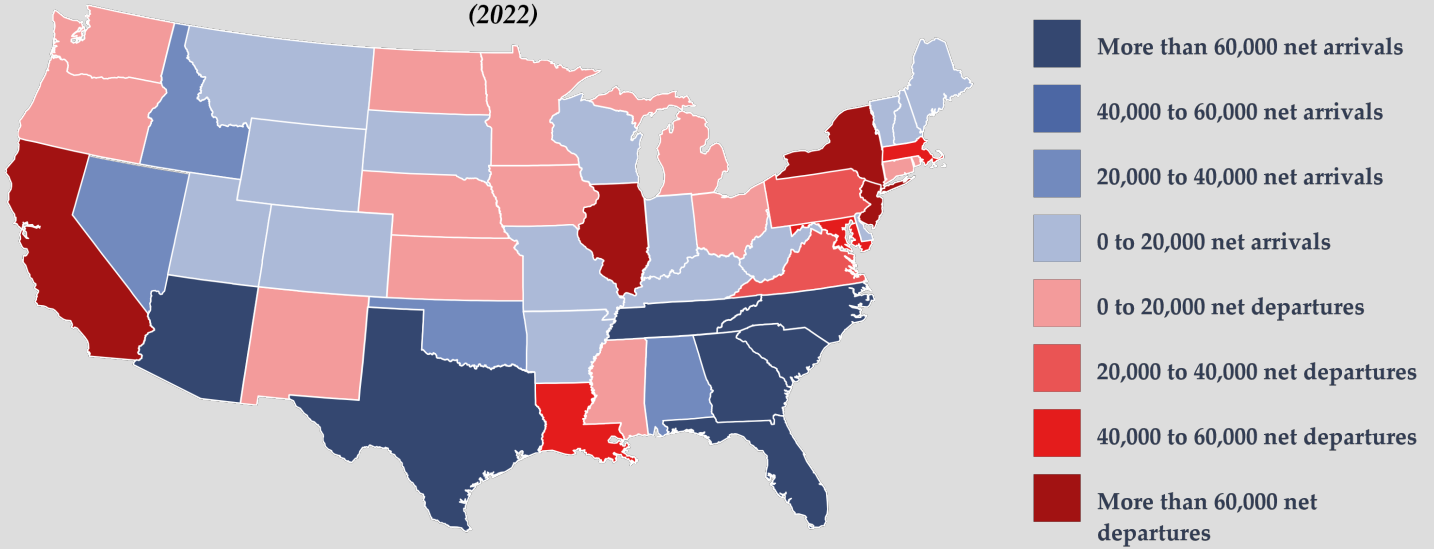 (2022)
More than 60,000 net arrivals
40,000 to 60,000 net arrivals
20,000 to 40,000 net arrivals
0 to 20,000 net arrivals
0 to 20,000 net departures
20,000 to 40,000 net departures
40,000 to 60,000 net departures
More than 60,000 net
departures